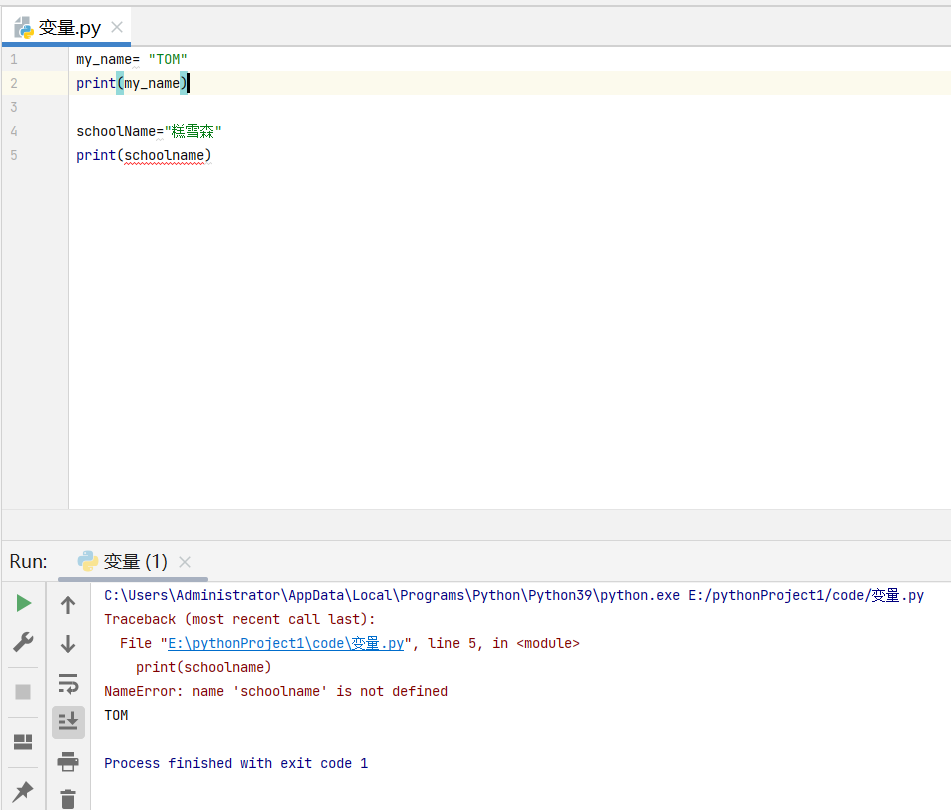 变量.py
1 my_name= "TOM"
2 print(my_name)
3
4 schoolName="糕雪森"
5 print(schoolname)
Run: 变量 (1)
C:\Users\Administrator\AppData\Local\Programs\Python\Python39\python.exe E:/pythonProject1/code/变量.py
Traceback (most recent call last):
File "E:\pythonProject1\code\变量.py", line 5, in <module>
print(schoolname)
NameError: name 'schoolname' is not defined
TOM
Process finished with exit code 1